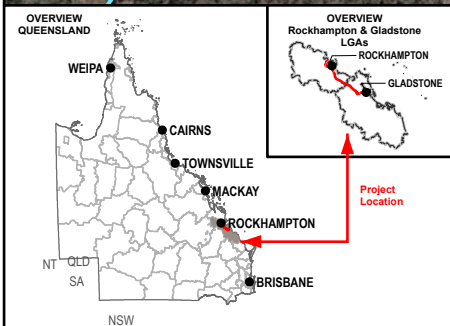 OVERVIEW
QUEENSLAND
WEIPA
CAIRNS
TOWNSVILLE
MACKAY
ROCKHAMPTON
BRISBANE
NT
QLD
SA
NSW
OVERVIEW
Rockhampton & Gladstone
LGAs
ROCKHAMPTON
GLADSTONE
Project
Location